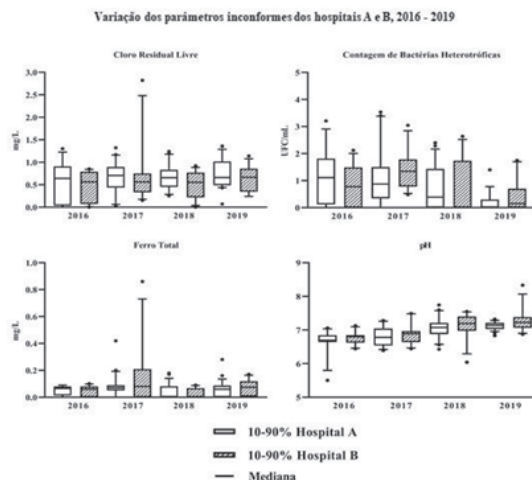 Variação dos parâmetros inconformes dos hospitais A e B, 2016 - 2019
Cloro Residual Livre
mg/L
3.0
2.5
2.0
1.5
1.0
0.5
0.0
2016 2017 2018 2019
Contagem de Bactérias Heterotróficas
UFC/mL
5
4
3
2
1
0
2016 2017 2018 2019
Ferro Total
mg/L
1.0
0.8
0.6
0.4
0.2
0.0
2016 2017 2018 2019
pH
9
8
7
6
5
2016 2017 2018 2019
10-90% Hospital A
10-90% Hospital B
Mediana